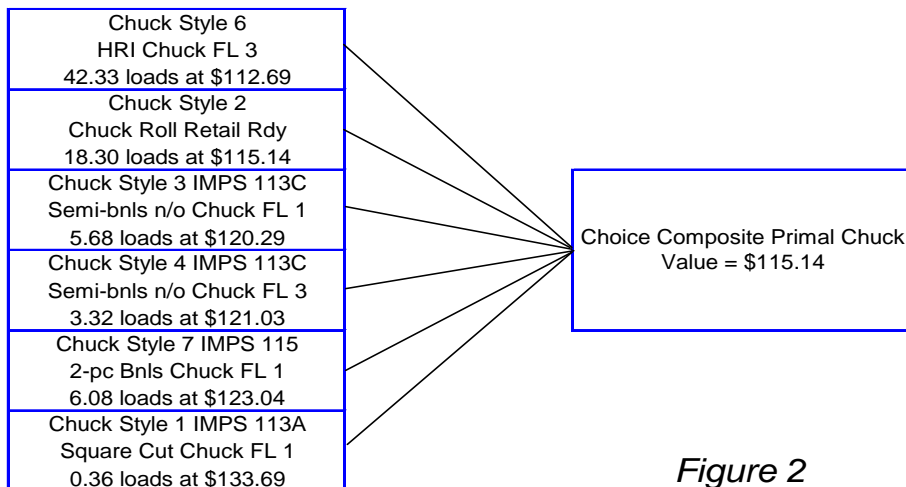 Chuck Style 6
HRI Chuck FL 3
42.33 loads at $112.69
Chuck Style 2
Chuck Roll Retail Rdy
18.30 loads at $115.14
Chuck Style 3 IMPS 113C
Semi-bnls n/o Chuck FL 1
5.68 loads at $120.29
Chuck Style 4 IMPS 113C
Semi-bnls n/o Chuck FL 3
3.32 loads at $121.03
Chuck Style 7 IMPS 115
2-pc Bnls Chuck FL 1
6.08 loads at $123.04
Chuck Style 1 IMPS 113A
Square Cut Chuck FL 1
0.36 loads at $133.69
Choice Composite Primal Chuck
Value = $115.14
Figure 2